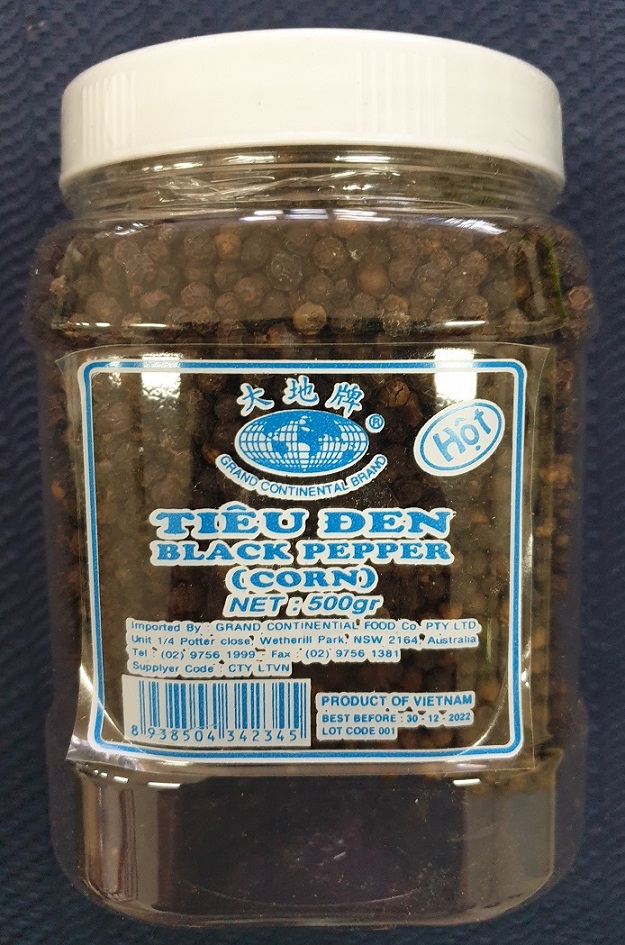 大地牌
®
GRAND CONTINENTAL BRAND
Hột
TIÊU ĐEN
BLACK PEPPER
(CORN)
NET : 500gr
Imported By : GRAND CONTINENTAL FOOD Co PTY LTD
Unit 1/4 Potter close, Wetherill Park, NSW 2164, Australia
Tel : (02) 9756 1999 Fax : (02) 9756 1381
Supplyer Code : CTY LTVN
8 938504 342345
PRODUCT OF VIETNAM
BEST BEFORE : 30 - 12 - 2022
LOT CODE 001